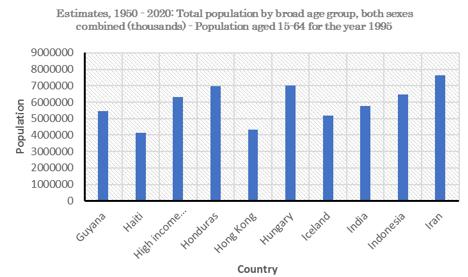 Estimates, 1950 - 2020: Total population by broad age group, both sexes
combined (thousands) - Population aged 15-64 for the year 1995
9000000
8000000
7000000
6000000
5000000
4000000
3000000
2000000
1000000
0
Population
Guyana
Haiti
High income...
Honduras
Hong Kong
Hungary
Iceland
India
Indonesia
Iran
Country